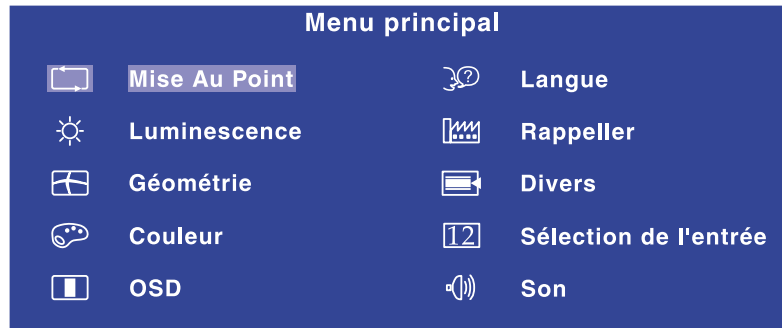 Menu principal
Mise Au Point
Luminescence
Géométrie
Couleur
OSD
?
Langue
Rappeller
Divers
12
Sélection de l'entrée
Son